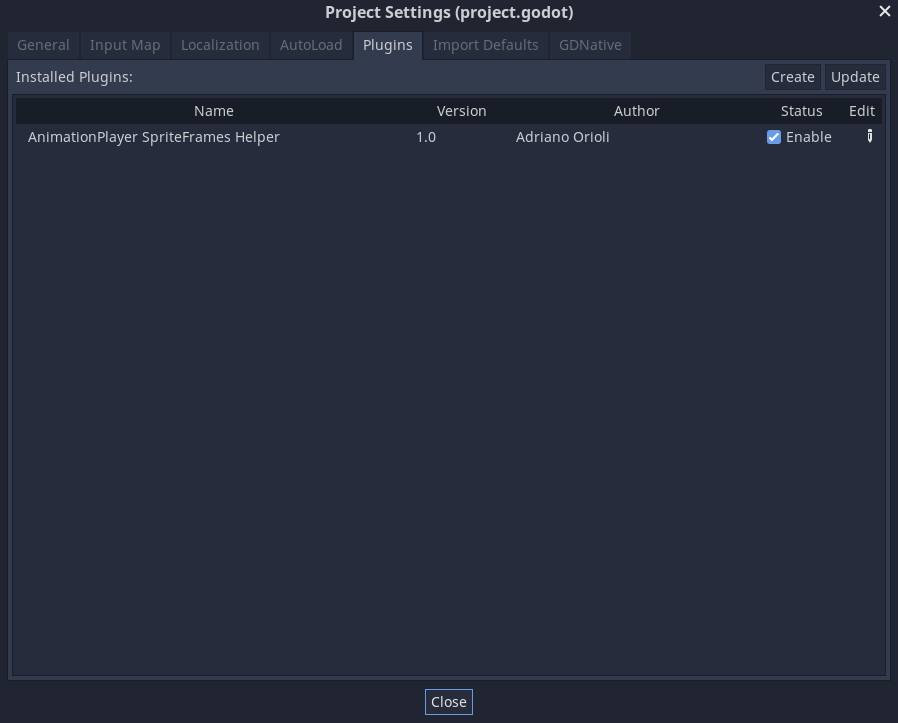 Project Settings (project.godot)
General Input Map Localization AutoLoad Plugins Import Defaults GDNative
Installed Plugins: Create Update
Name Version Author Status Edit
AnimationPlayer SpriteFrames Helper 1.0 Adriano Orioli Enable
Close